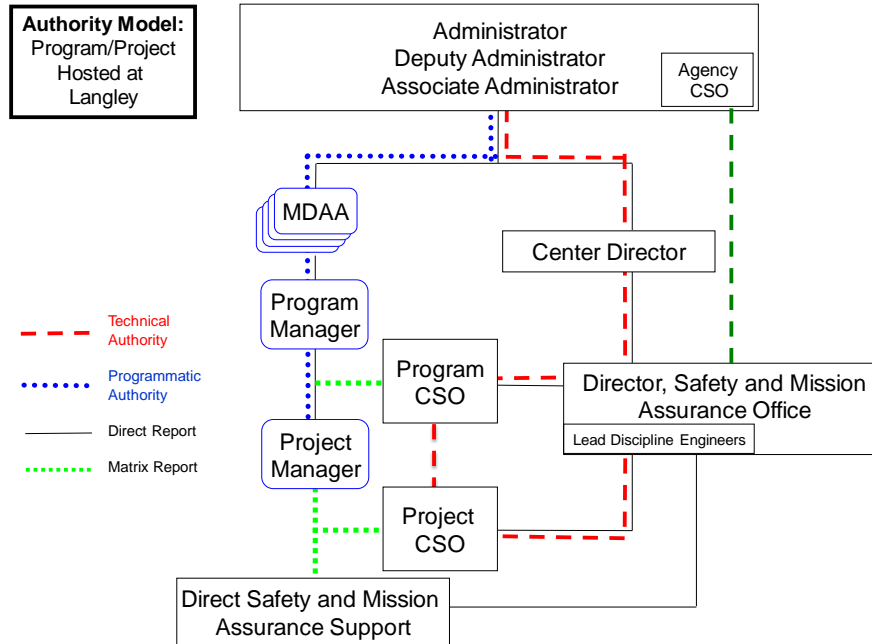 Authority Model:
Program/Project
Hosted at
Langley
Administrator
Deputy Administrator
Associate Administrator
Agency
CSO
MDAA
Center Director
Program
Manager
Technical
Authority
Programmatic
Authority
Direct Report
Matrix Report
Program
CSO
Director, Safety and Mission
Assurance Office
Lead Discipline Engineers
Project
Manager
Project
CSO
Direct Safety and Mission
Assurance Support